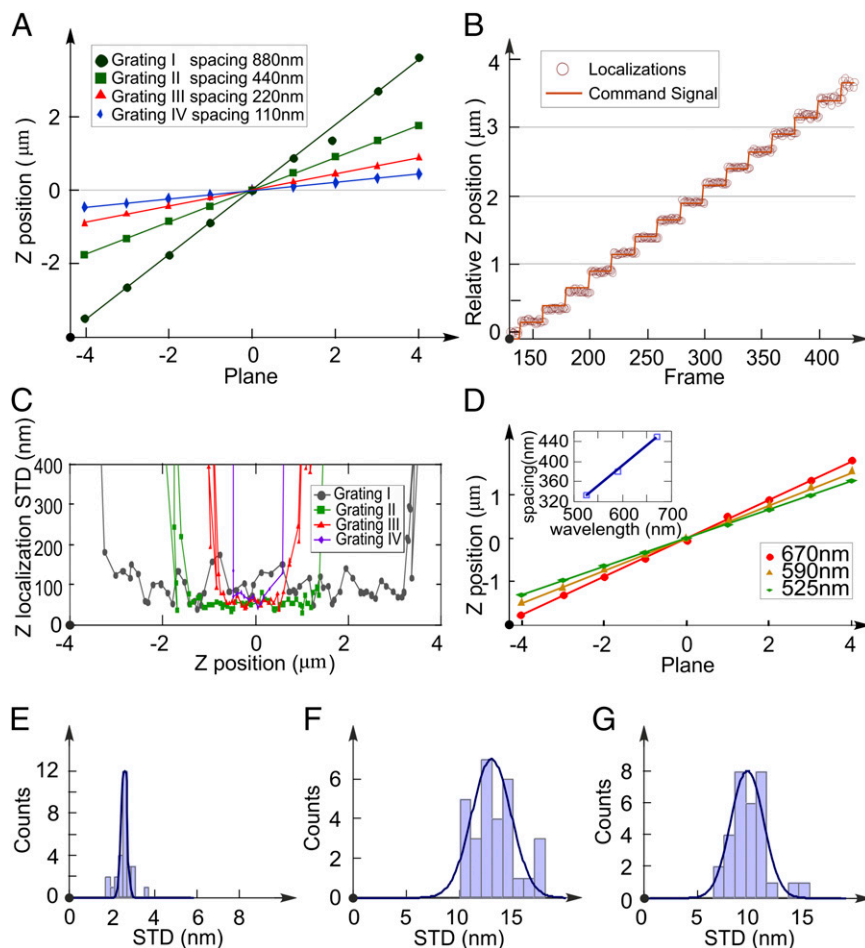 A
Grating I spacing 880nm
Grating II spacing 440nm
Grating III spacing 220nm
Grating IV spacing 110nm
Z position (μm)
2
0
-2
-4 -2 0 2 4
Plane
B
Localizations
Command Signal
Relative Z position (μm)
4
3
2
1
0
150 200 250 300 350 400
Frame
C
Z localization STD (nm)
400
300
200
100
0
Grating I
Grating II
Grating III
Grating IV
-4 -2 0 2 4
Z position (μm)
D
spacing(nm)
440
400
360
320
500 600 700
wavelength (nm)
Z position (μm)
1
0
-1
670nm
590nm
525nm
-4 -2 0 2 4
Plane
E
Counts
12
8
4
0
0 2 4 6 8
STD (nm)
F
Counts
6
4
2
0
0 5 10 15
STD (nm)
G
Counts
8
6
4
2
0
0 5 10 15
STD (nm)